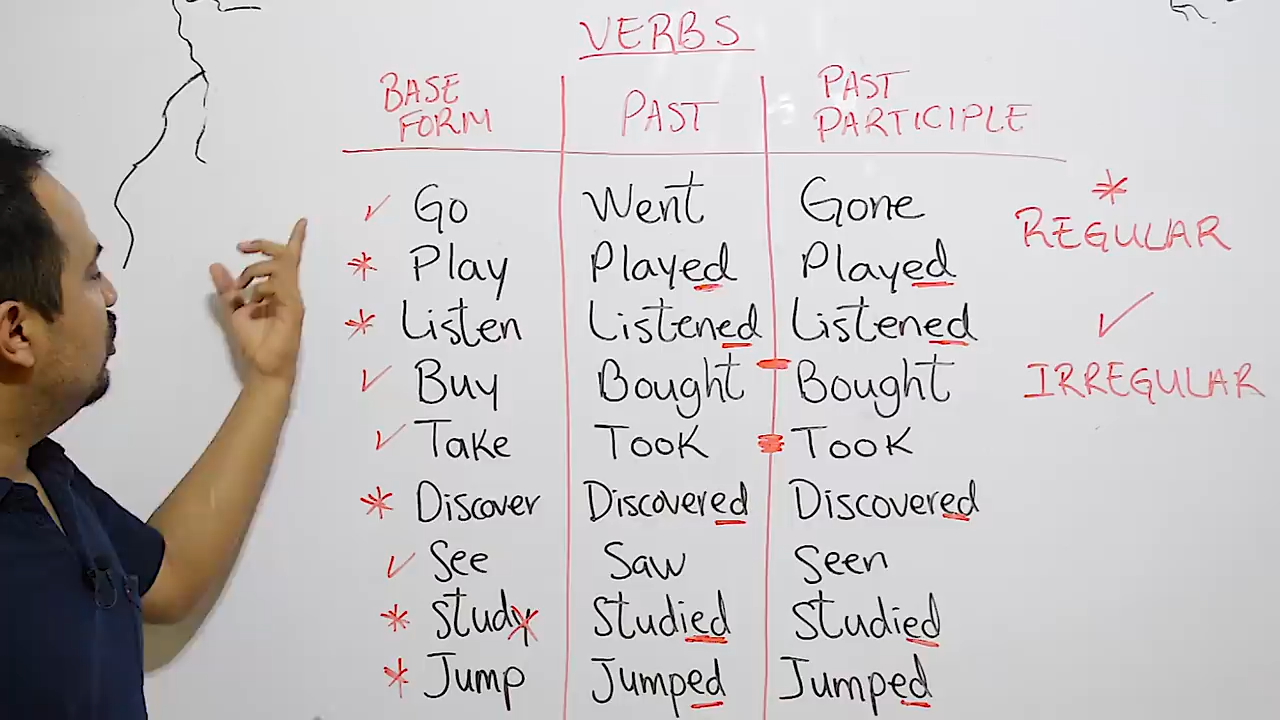 VERBS
BASE FORM PAST PAST PARTICIPLE
✓ Go Went Gone
* Play Played Played
* Listen Listened Listened
✓ Buy Bought Bought
✓ Take Took Took
* Discover Discovered Discovered
✓ See Saw Seen
* Study Studied Studied
* Jump Jumped Jumped
* REGULAR
✓ IRREGULAR